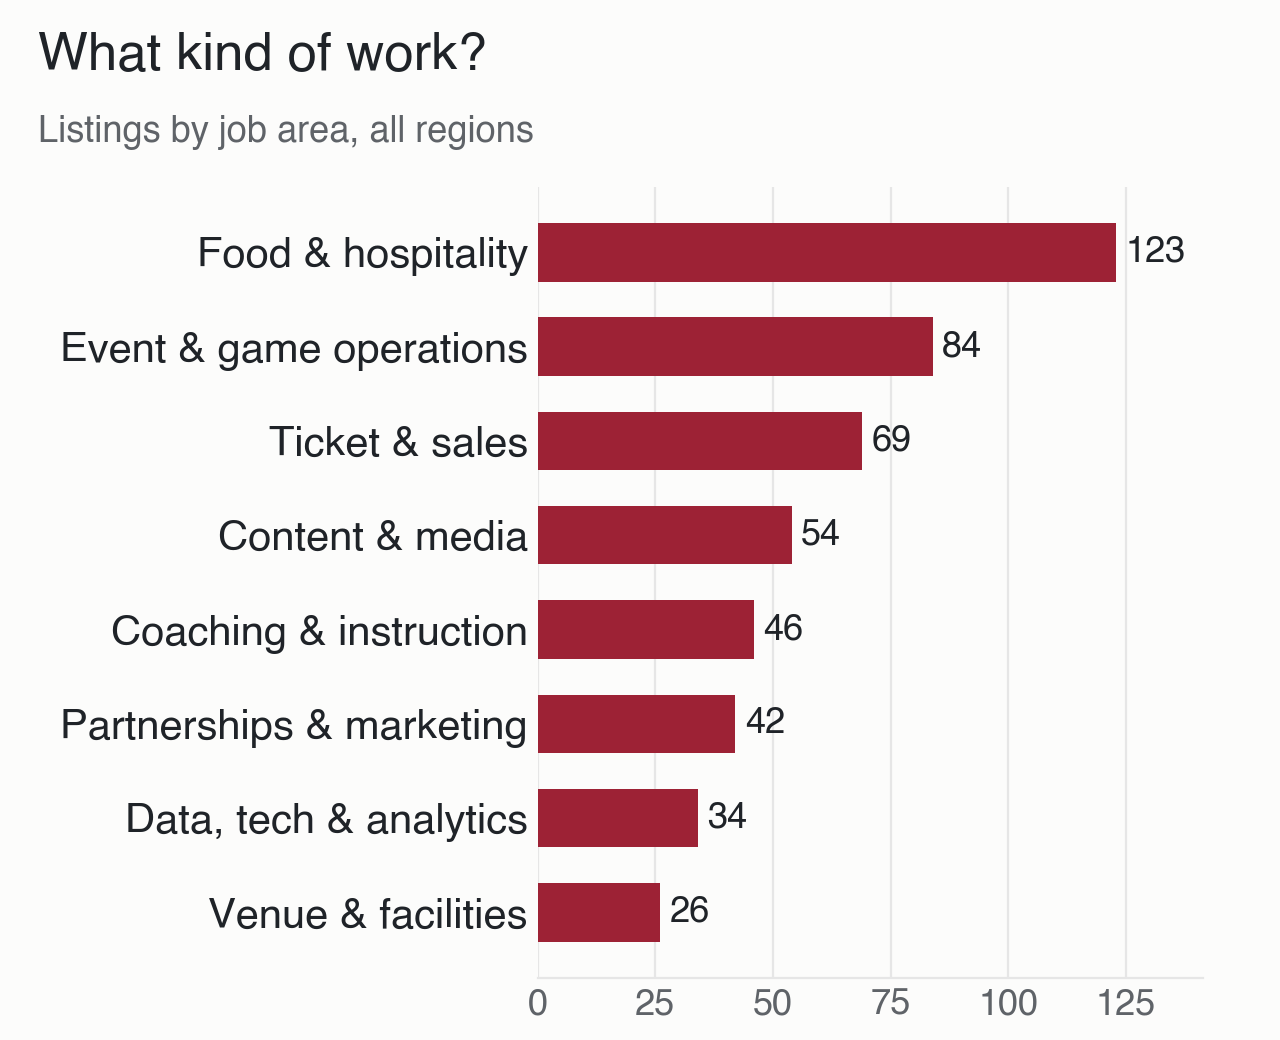 What kind of work?
Listings by job area, all regions
Food & hospitality 123
Event & game operations 84
Ticket & sales 69
Content & media 54
Coaching & instruction 46
Partnerships & marketing 42
Data, tech & analytics 34
Venue & facilities 26
0 25 50 75 100 125